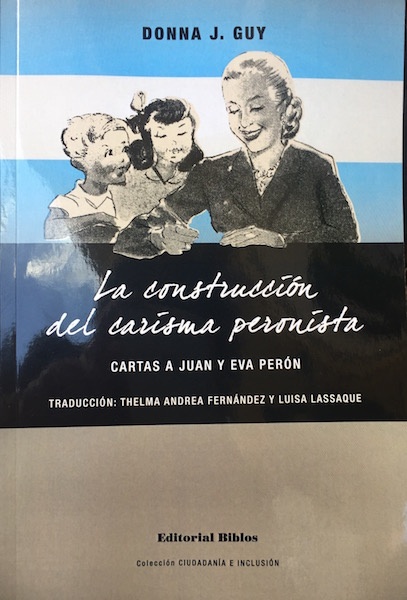 DONNA J. GUY
La construcción
del carisma peronista
CARTAS A JUAN Y EVA PERÓN
TRADUCCIÓN: THELMA ANDREA FERNÁNDEZ Y LUISA LASSAQUE
Editorial Biblos
Colección CIUDADANÍA E INCLUSIÓN